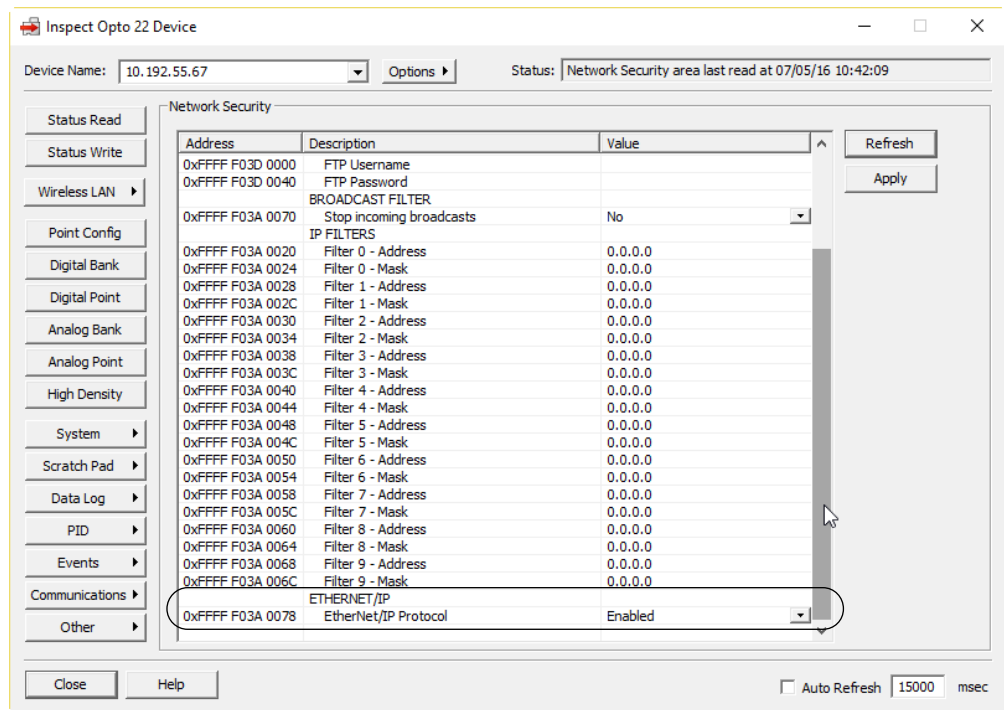 Inspect Opto 22 Device
Device Name: 10.192.55.67 Options Status: Network Security area last read at 07/05/16 10:42:09
Status Read
Status Write
Wireless LAN
Point Config
Digital Bank
Digital Point
Analog Bank
Analog Point
High Density
System
Scratch Pad
Data Log
PID
Events
Communications
Other
Network Security
Address Description Value
0xFFFF F03D 0000 FTP Username
0xFFFF F03D 0040 FTP Password
BROADCAST FILTER
0xFFFF F03A 0070 Stop incoming broadcasts No
IP FILTERS
0xFFFF F03A 0020 Filter 0 - Address 0.0.0.0
0xFFFF F03A 0024 Filter 0 - Mask 0.0.0.0
0xFFFF F03A 0028 Filter 1 - Address 0.0.0.0
0xFFFF F03A 002C Filter 1 - Mask 0.0.0.0
0xFFFF F03A 0030 Filter 2 - Address 0.0.0.0
0xFFFF F03A 0034 Filter 2 - Mask 0.0.0.0
0xFFFF F03A 0038 Filter 3 - Address 0.0.0.0
0xFFFF F03A 003C Filter 3 - Mask 0.0.0.0
0xFFFF F03A 0040 Filter 4 - Address 0.0.0.0
0xFFFF F03A 0044 Filter 4 - Mask 0.0.0.0
0xFFFF F03A 0048 Filter 5 - Address 0.0.0.0
0xFFFF F03A 004C Filter 5 - Mask 0.0.0.0
0xFFFF F03A 0050 Filter 6 - Address 0.0.0.0
0xFFFF F03A 0054 Filter 6 - Mask 0.0.0.0
0xFFFF F03A 0058 Filter 7 - Address 0.0.0.0
0xFFFF F03A 005C Filter 7 - Mask 0.0.0.0
0xFFFF F03A 0060 Filter 8 - Address 0.0.0.0
0xFFFF F03A 0064 Filter 8 - Mask 0.0.0.0
0xFFFF F03A 0068 Filter 9 - Address 0.0.0.0
0xFFFF F03A 006C Filter 9 - Mask 0.0.0.0
ETHERNET/IP
0xFFFF F03A 0078 EtherNet/IP Protocol Enabled
Refresh
Apply
Close Help Auto Refresh 15000 msec